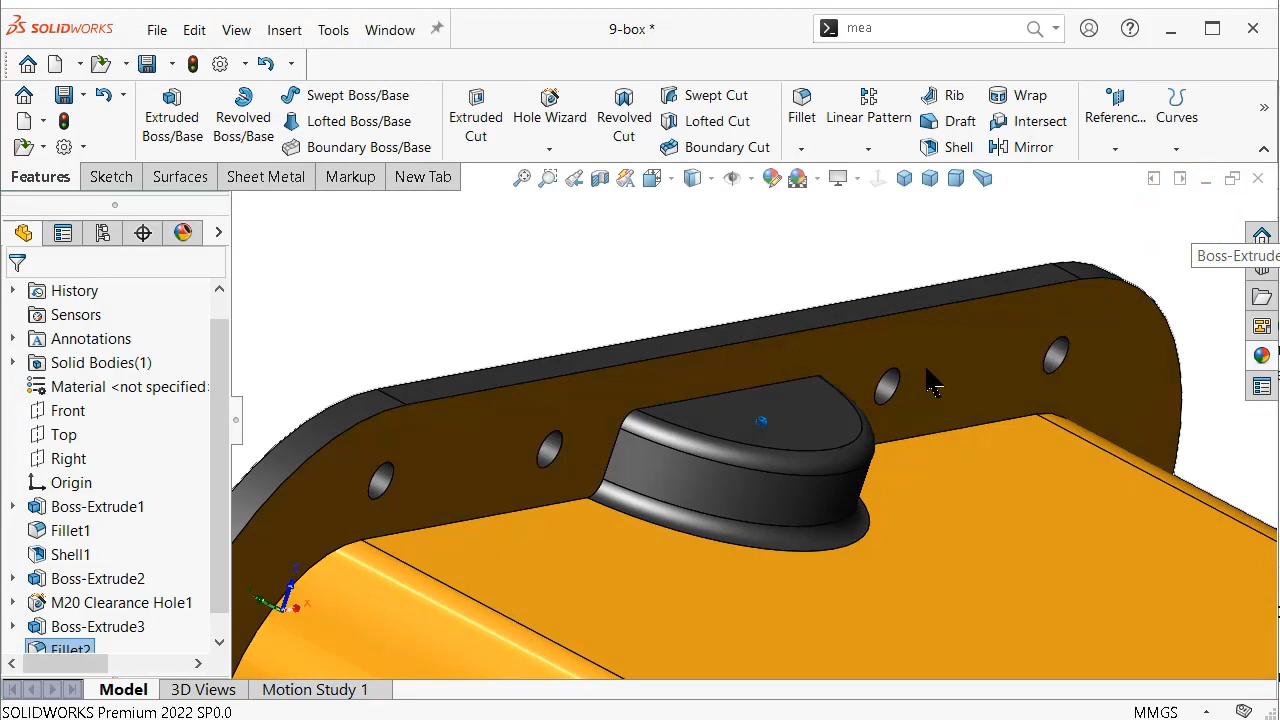 SOLIDWORKS File Edit View Insert Tools Window 9-box * mea
Swept Boss/Base Swept Cut Rib Wrap
Extruded Boss/Base Revolved Boss/Base Lofted Boss/Base Extruded Cut Hole Wizard Revolved Cut Lofted Cut Fillet Linear Pattern Draft Intersect Referenc... Curves
Boundary Boss/Base Boundary Cut Shell Mirror
Features Sketch Surfaces Sheet Metal Markup New Tab
Boss-Extrude
History
Sensors
Annotations
Solid Bodies(1)
Material <not specified
Front
Top
Right
Origin
Boss-Extrude1
Fillet1
Shell1
Boss-Extrude2
M20 Clearance Hole1
Boss-Extrude3
Fillet2
Z
X
Model 3D Views Motion Study 1
SOLIDWORKS Premium 2022 SP0.0 MMGS